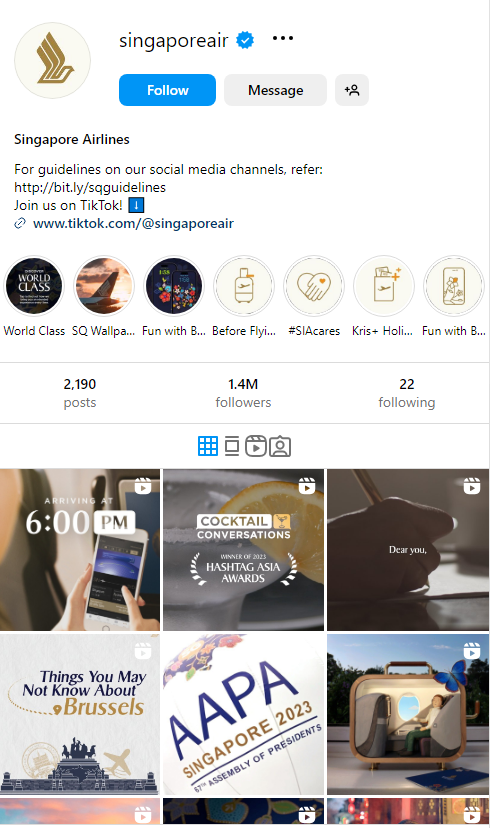 singaporeair
Follow
Message
Singapore Airlines
For guidelines on our social media channels, refer:
http://bit.ly/sqguidelines
Join us on TikTok! ⬇️
www.tiktok.com/@singaporeair
DISCOVER
WORLD
CLASS
1:58
World Class
SQ Wallpa...
Fun with B...
Before Flyi...
#SIAcares
Kris+ Holi...
Fun with B...
2,190
1.4M
22
posts
followers
following
ARRIVING AT
6:00 PM
COCKTAIL
CONVERSATIONS
WINNER OF 2023
HASHTAG ASIA
AWARDS
Dear you,
Things You May
Not Know About
Brussels
AAPA
SINGAPORE 2023
67TH ASSEMBLY OF PRESIDENTS